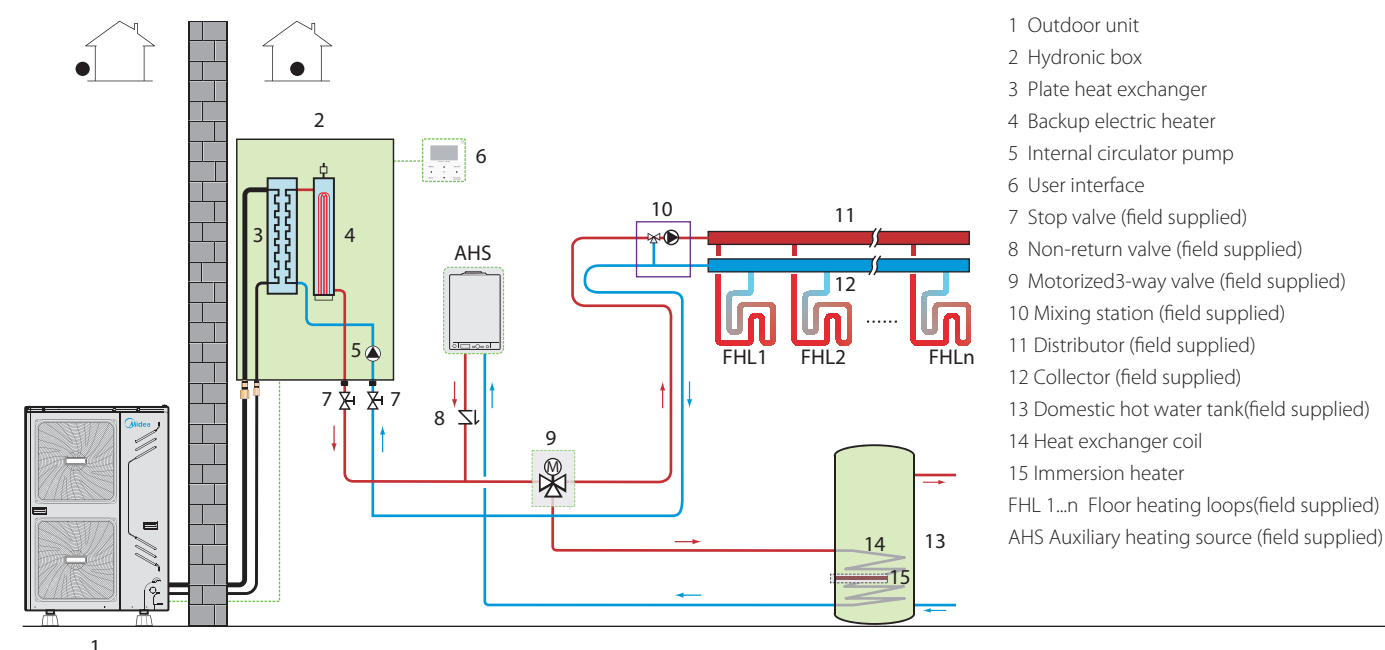 2
6
3
4
5
7
7
AHS
8
9
M
10
11
12
FHL1
FHL2
......
FHLn
13
14
15
Midea
1
1 Outdoor unit
2 Hydronic box
3 Plate heat exchanger
4 Backup electric heater
5 Internal circulator pump
6 User interface
7 Stop valve (field supplied)
8 Non-return valve (field supplied)
9 Motorized3-way valve (field supplied)
10 Mixing station (field supplied)
11 Distributor (field supplied)
12 Collector (field supplied)
13 Domestic hot water tank(field supplied)
14 Heat exchanger coil
15 Immersion heater
FHL 1...n Floor heating loops(field supplied)
AHS Auxiliary heating source (field supplied)